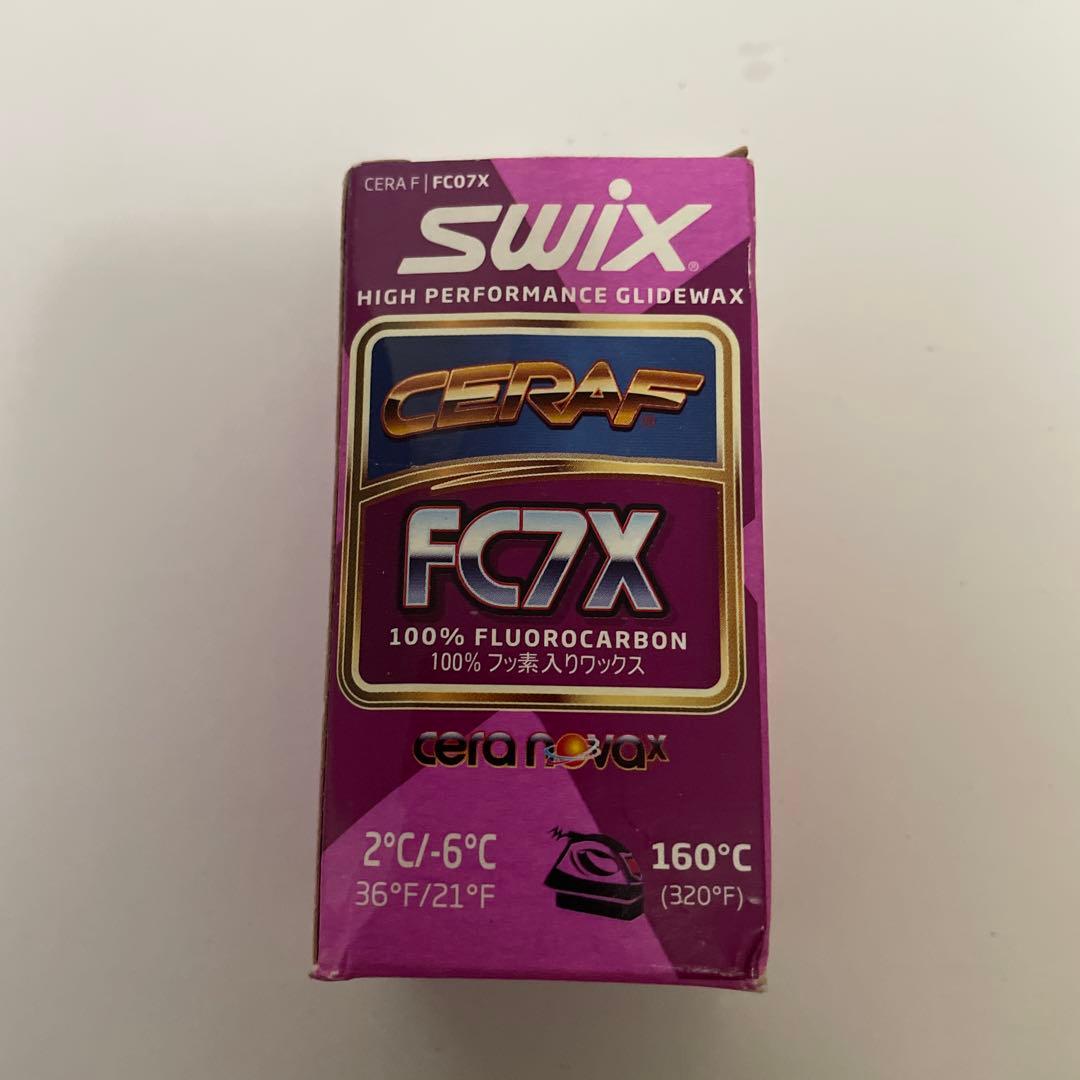 CERA F | FC07X
SWIX®
HIGH PERFORMANCE GLIDEWAX
CERAF
FC7X
100% FLUOROCARBON
100% フッ素入りワックス
cera novax
2°C/-6°C
36°F/21°F
160°C
(320°F)